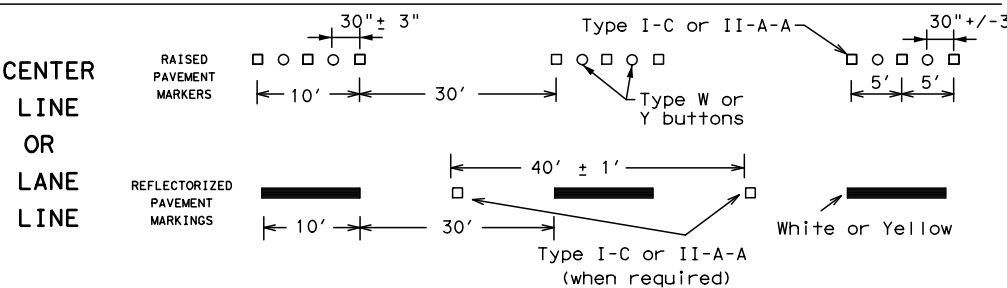 30"± 3"
Type I-C or II-A-A
30"+/-3
CENTER
LINE
OR
LANE
LINE
RAISED
PAVEMENT
MARKERS
10'
30'
Type W or
Y buttons
5'
5'
REFLECTORIZED
PAVEMENT
MARKINGS
40' ± 1'
10'
30'
Type I-C or II-A-A
(when required)
White or Yellow